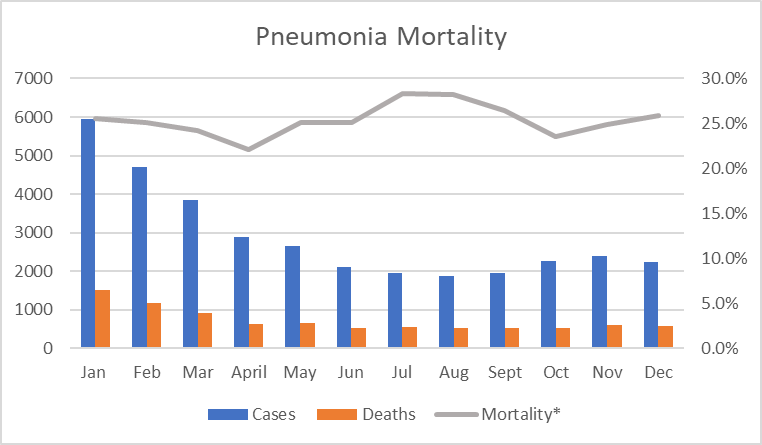 Pneumonia Mortality
7000 30.0%
6000 25.0%
5000 20.0%
4000 15.0%
3000 10.0%
2000 5.0%
1000 0.0%
0
Jan Feb Mar April May Jun Jul Aug Sept Oct Nov Dec
Cases Deaths Mortality*